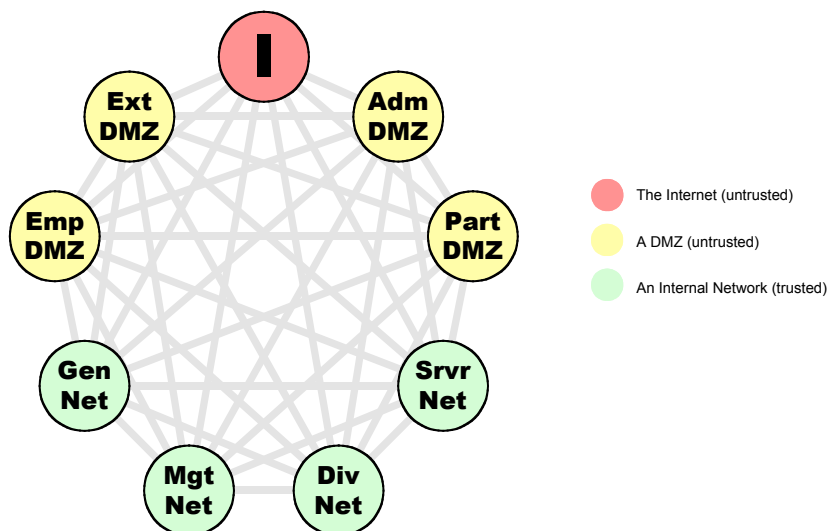 I
Ext
DMZ
Adm
DMZ
Emp
DMZ
Part
DMZ
The Internet (untrusted)
A DMZ (untrusted)
An Internal Network (trusted)
Gen
Net
Srvr
Net
Mgt
Net
Div
Net